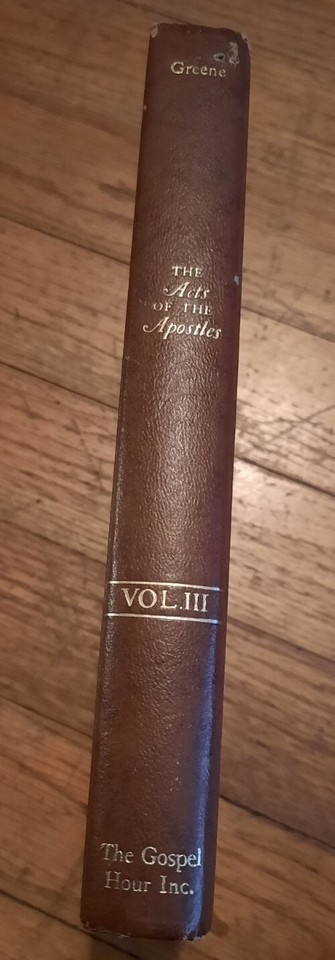 Greene
THE
Acts
OF THE
Apostles
VOL.III
The Gospel
Hour Inc.